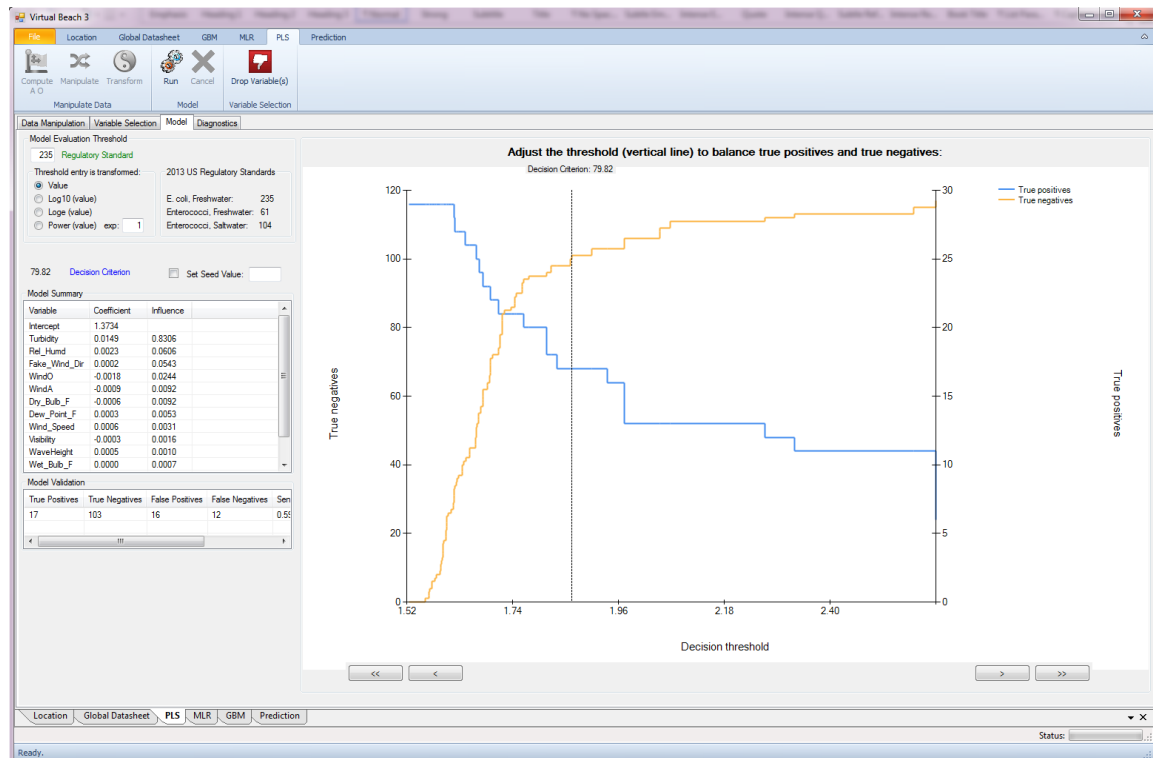 Virtual Beach 3
File Location Global Datasheet GBM MLR PLS Prediction
Compute A O Manipulate Transform Run Cancel Drop Variable(s)
Manipulate Data Model Variable Selection
Data Manipulation Variable Selection Model Diagnostics
Model Evaluation Threshold
235 Regulatory Standard
Threshold entry is transformed:
Value
Log10 (value)
Loge (value)
Power (value) exp: 1
2013 US Regulatory Standards
E. coli, Freshwater: 235
Enterococci, Freshwater: 61
Enterococci, Saltwater: 104
79.82 Decision Criterion Set Seed Value:
Model Summary
Variable Coefficient Influence
Intercept 1.3734
Turbidity 0.0149 0.8306
Rel_Humd 0.0023 0.0606
Fake_Wind_Dir 0.0002 0.0543
WindO -0.0018 0.0244
WindA -0.0009 0.0092
Dry_Bulb_F -0.0006 0.0092
Dew_Point_F 0.0003 0.0053
Wind_Speed 0.0006 0.0031
Visibility -0.0003 0.0016
WaveHeight 0.0005 0.0010
Wet_Bulb_F 0.0000 0.0007
Model Validation
True Positives True Negatives False Positives False Negatives Sen
17 103 16 12 0.59
Adjust the threshold (vertical line) to balance true positives and true negatives:
Decision Criterion: 79.82
120
100
80
60
40
20
0
True negatives
30
25
20
15
10
5
0
True positives
True positives
True negatives
1.52 1.74 1.96 2.18 2.40
Decision threshold
<< < > >>
Location Global Datasheet PLS MLR GBM Prediction
Status:
Ready.